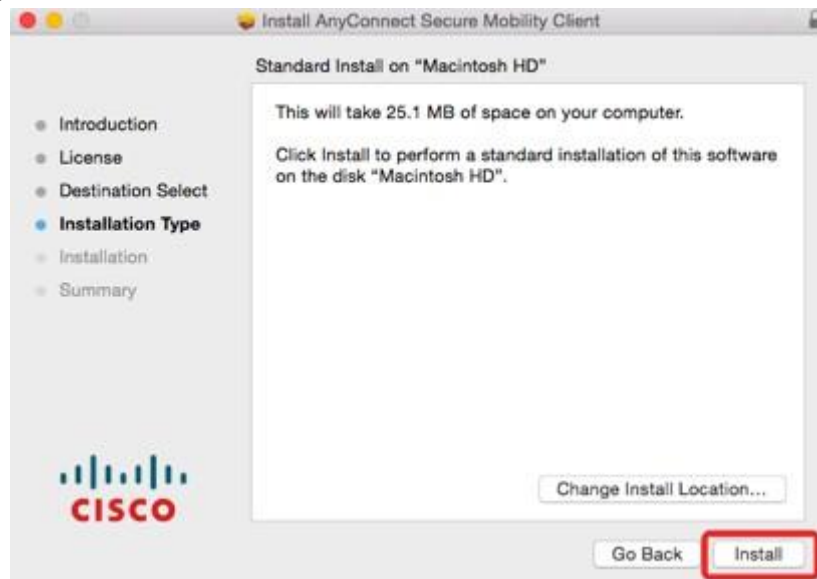 Install AnyConnect Secure Mobility Client
Standard Install on “Macintosh HD”
Introduction
License
Destination Select
Installation Type
Installation
Summary
This will take 25.1 MB of space on your computer.
Click Install to perform a standard installation of this software
on the disk “Macintosh HD”.
CISCO
Change Install Location...
Go Back
Install